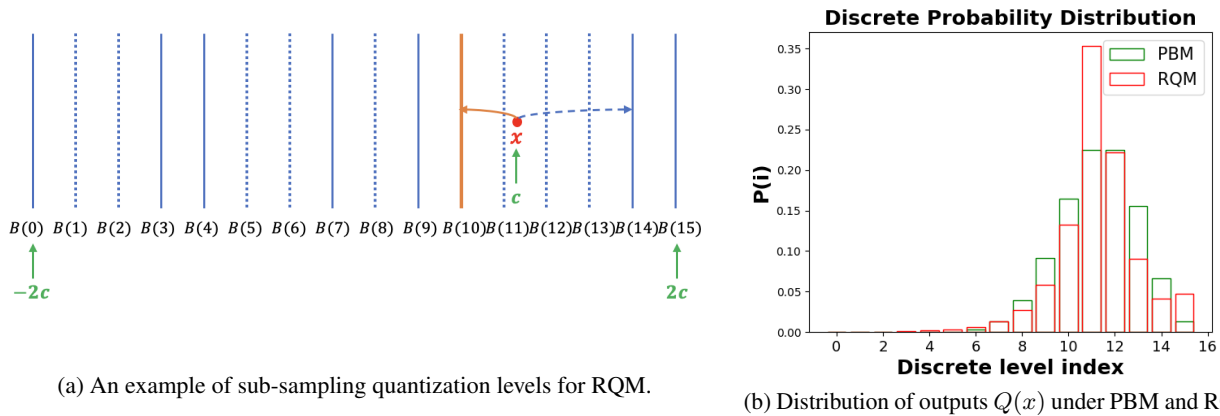 x
c
B(0) B(1) B(2) B(3) B(4) B(5) B(6) B(7) B(8) B(9) B(10) B(11) B(12) B(13) B(14) B(15)
−2c 2c
(a) An example of sub-sampling quantization levels for RQM.
Discrete Probability Distribution
PBM
RQM
0.35
0.30
0.25
0.20
0.15
0.10
0.05
0.00
P(i)
0 2 4 6 8 10 12 14 16
Discrete level index
(b) Distribution of outputs Q(x) under PBM and R